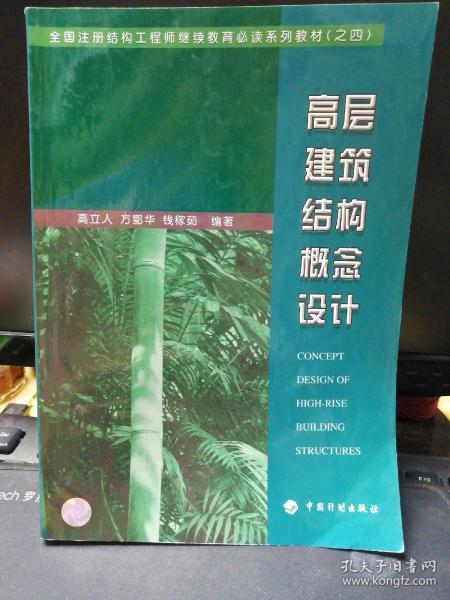 全国注册结构工程师继续教育必读系列教材(之四)
高层
建筑
结构
概念
设计
高立人 方鄂华 钱稼茹 编著
CONCEPT
DESIGN OF
HIGH-RISE
BUILDING
STRUCTURES
中国计划出版社
ech 罗
F12
孔夫子旧书网
www.kongfz.com